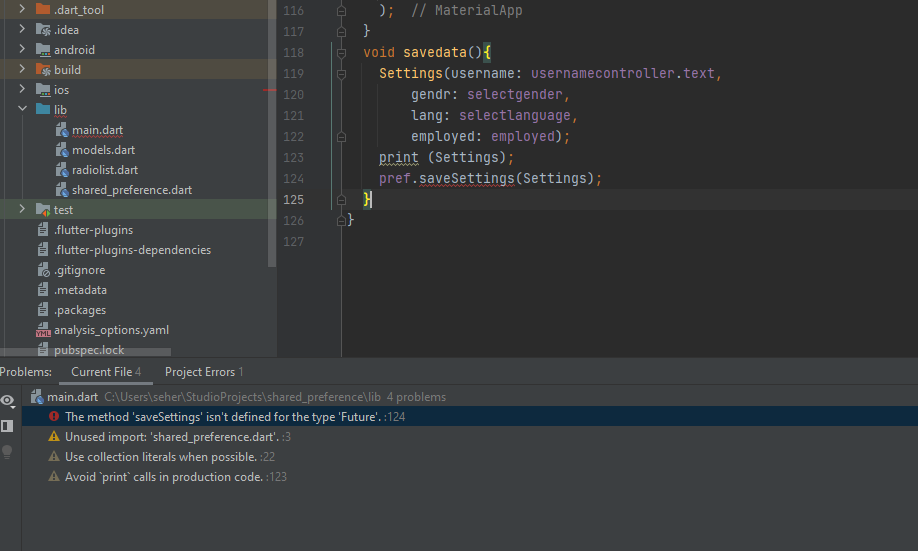 .dart_tool
.idea
android
build
ios
lib
main.dart
models.dart
radiolist.dart
shared_preference.dart
test
.flutter-plugins
.flutter-plugins-dependencies
.gitignore
.metadata
.packages
analysis_options.yaml
pubspec.lock
116 ); // MaterialApp
117 }
118 void savedata(){
119 Settings(username: usernamecontroller.text,
120 gendr: selectgender,
121 lang: selectlanguage,
122 employed: employed);
123 print (Settings);
124 pref.saveSettings(Settings);
125 }
126 }
127
Problems: Current File 4 Project Errors 1
main.dart C:\Users\seher\StudioProjects\shared_preference\lib 4 problems
The method 'saveSettings' isn't defined for the type 'Future'. :124
Unused import: 'shared_preference.dart'. :3
Use collection literals when possible. :22
Avoid `print` calls in production code. :123